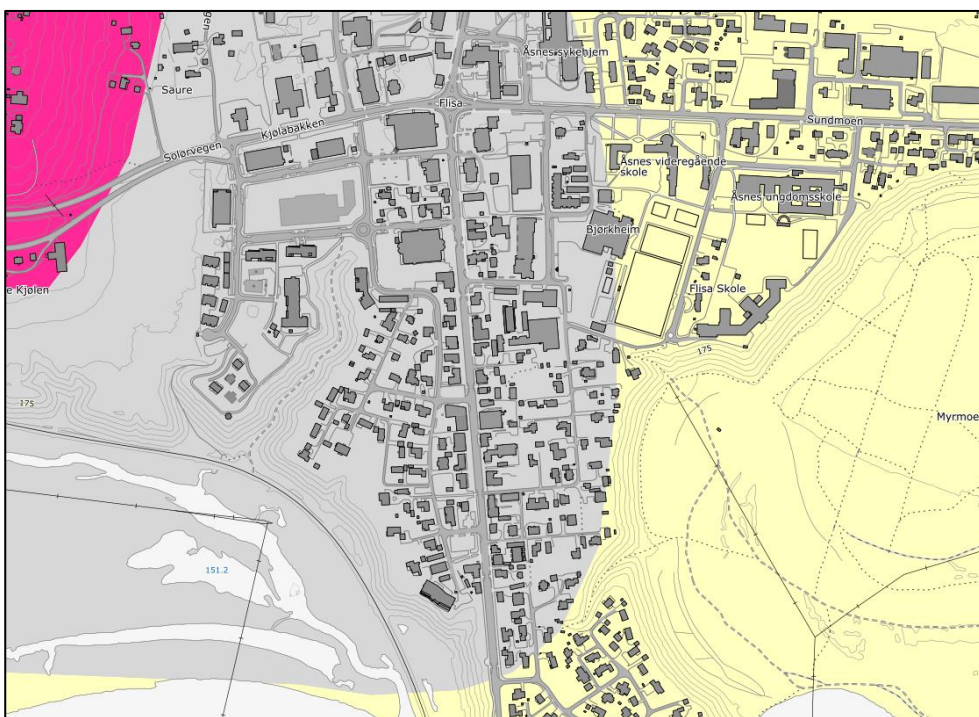 Åsnes sykehjem
Saure
Flisa
Kjølabakken
Solørvegen
Sundmoen
Åsnes videregående
skole
Åsnes ungdomsskole
Bjørkheim
Flisa Skole
e Kjølen
175
175
Myrmoe
151.2